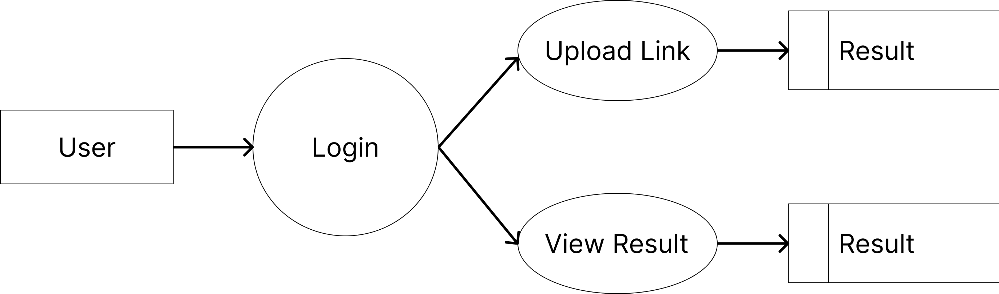 User
Login
Upload Link
Result
View Result
Result